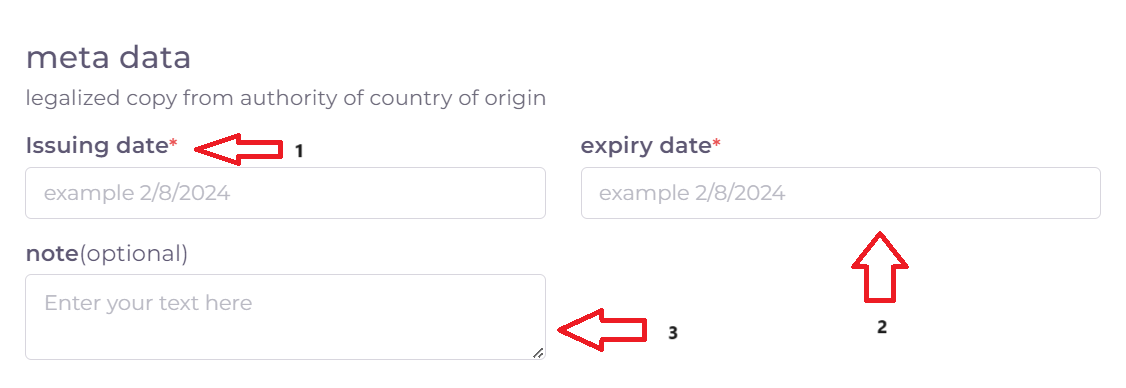 meta data
legalized copy from authority of country of origin
Issuing date* 1
expiry date*
example 2/8/2024
example 2/8/2024
note(optional)
Enter your text here
2
3